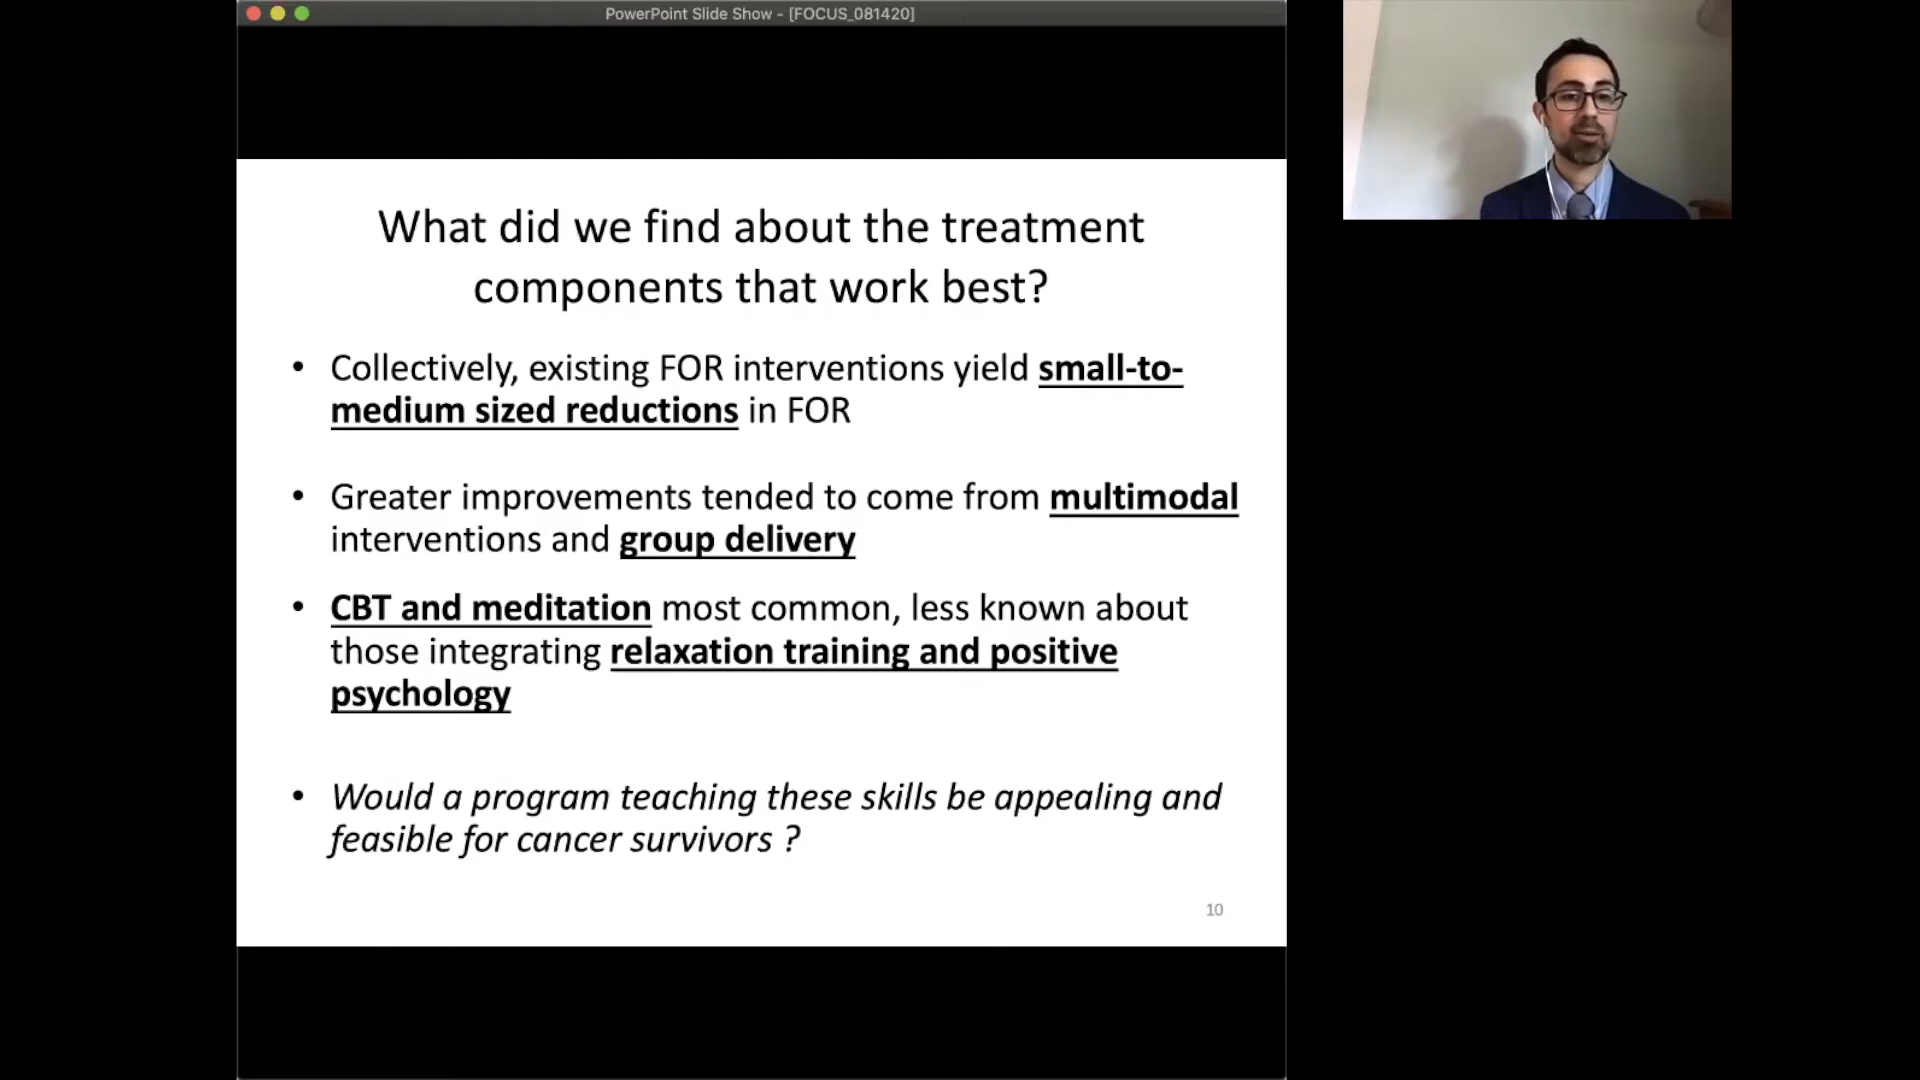 PowerPoint Slide Show - [FOCUS_081420]
What did we find about the treatment
components that work best?
• Collectively, existing FOR interventions yield small-to-
medium sized reductions in FOR
• Greater improvements tended to come from multimodal
interventions and group delivery
• CBT and meditation most common, less known about
those integrating relaxation training and positive
psychology
• Would a program teaching these skills be appealing and
feasible for cancer survivors ?
10